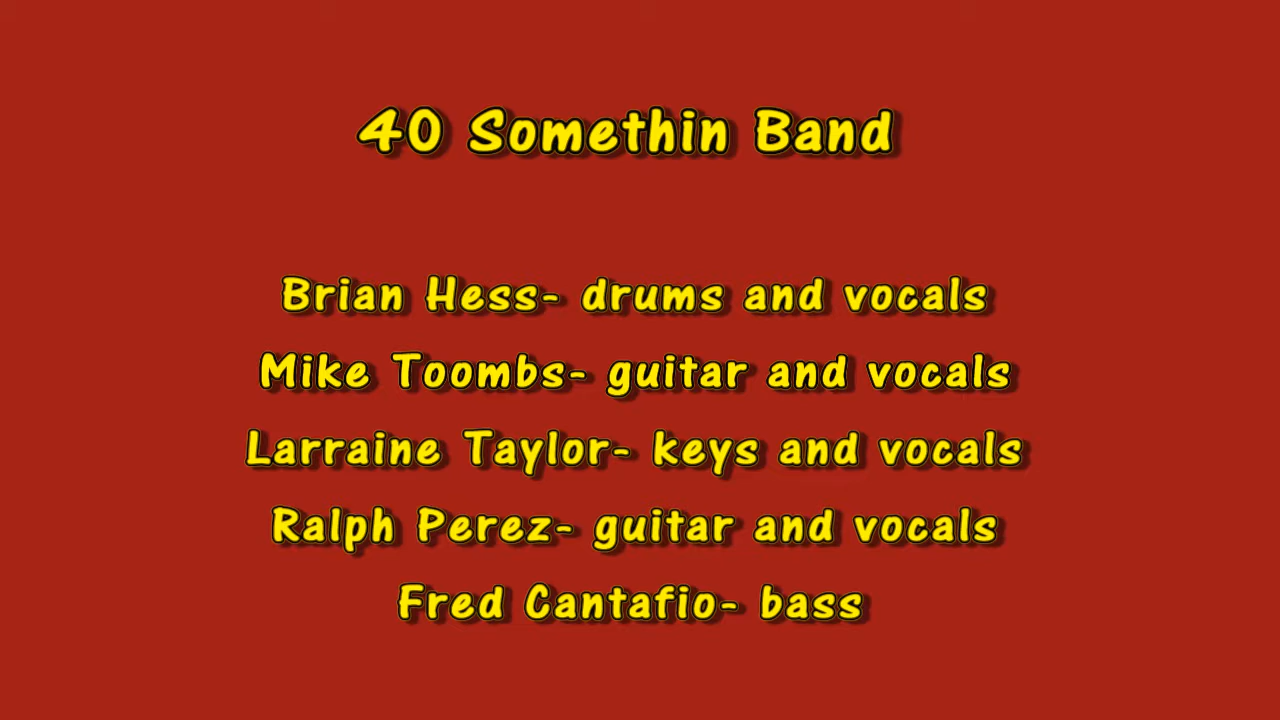 40 Somethin Band
Brian Hess- drums and vocals
Mike Toombs- guitar and vocals
Larraine Taylor- keys and vocals
Ralph Perez- guitar and vocals
Fred Cantafio- bass